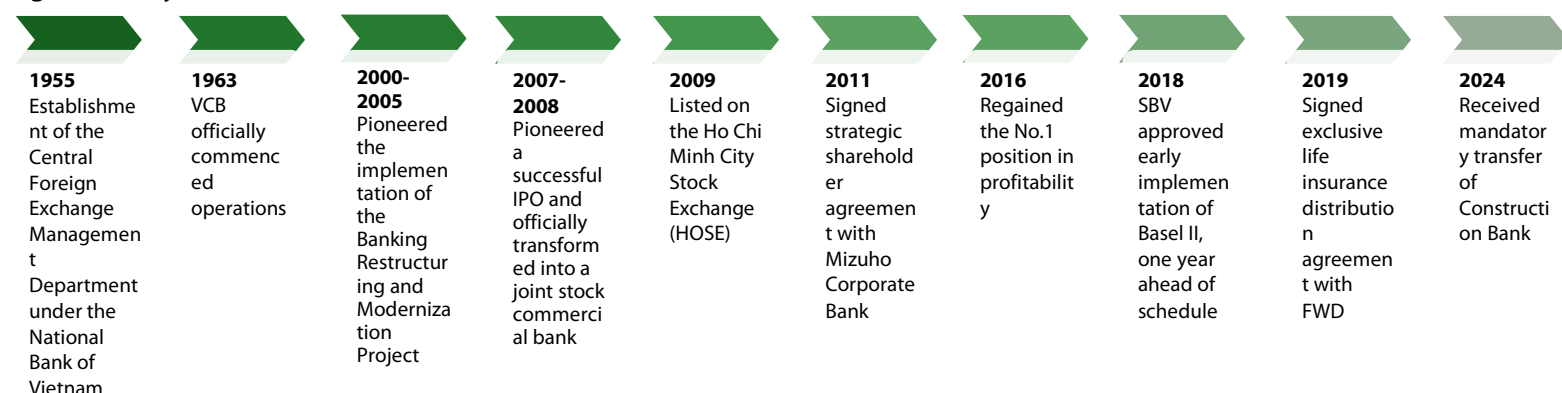 1955
Establishme
nt of the
Central
Foreign
Exchange
Managemen
t
Department
under the
National
Bank of
Vietnam
1963
VCB
officially
commenc
ed
operations
2000-
2005
Pioneered
the
implemen
tation of
the
Banking
Restructur
ing and
Moderniza
tion
Project
2007-
2008
Pioneered
a
successful
IPO and
officially
transform
ed into a
joint stock
commerci
al bank
2009
Listed on
the Ho Chi
Minh City
Stock
Exchange
(HOSE)
2011
Signed
strategic
sharehold
er
agreemen
t with
Mizuho
Corporate
Bank
2016
Regained
the No.1
position in
profitabilit
y
2018
SBV
approved
early
implemen
tation of
Basel II,
one year
ahead of
schedule
2019
Signed
exclusive
life
insurance
distributio
n
agreemen
t with
FWD
2024
Received
mandator
y transfer
of
Constructi
on Bank